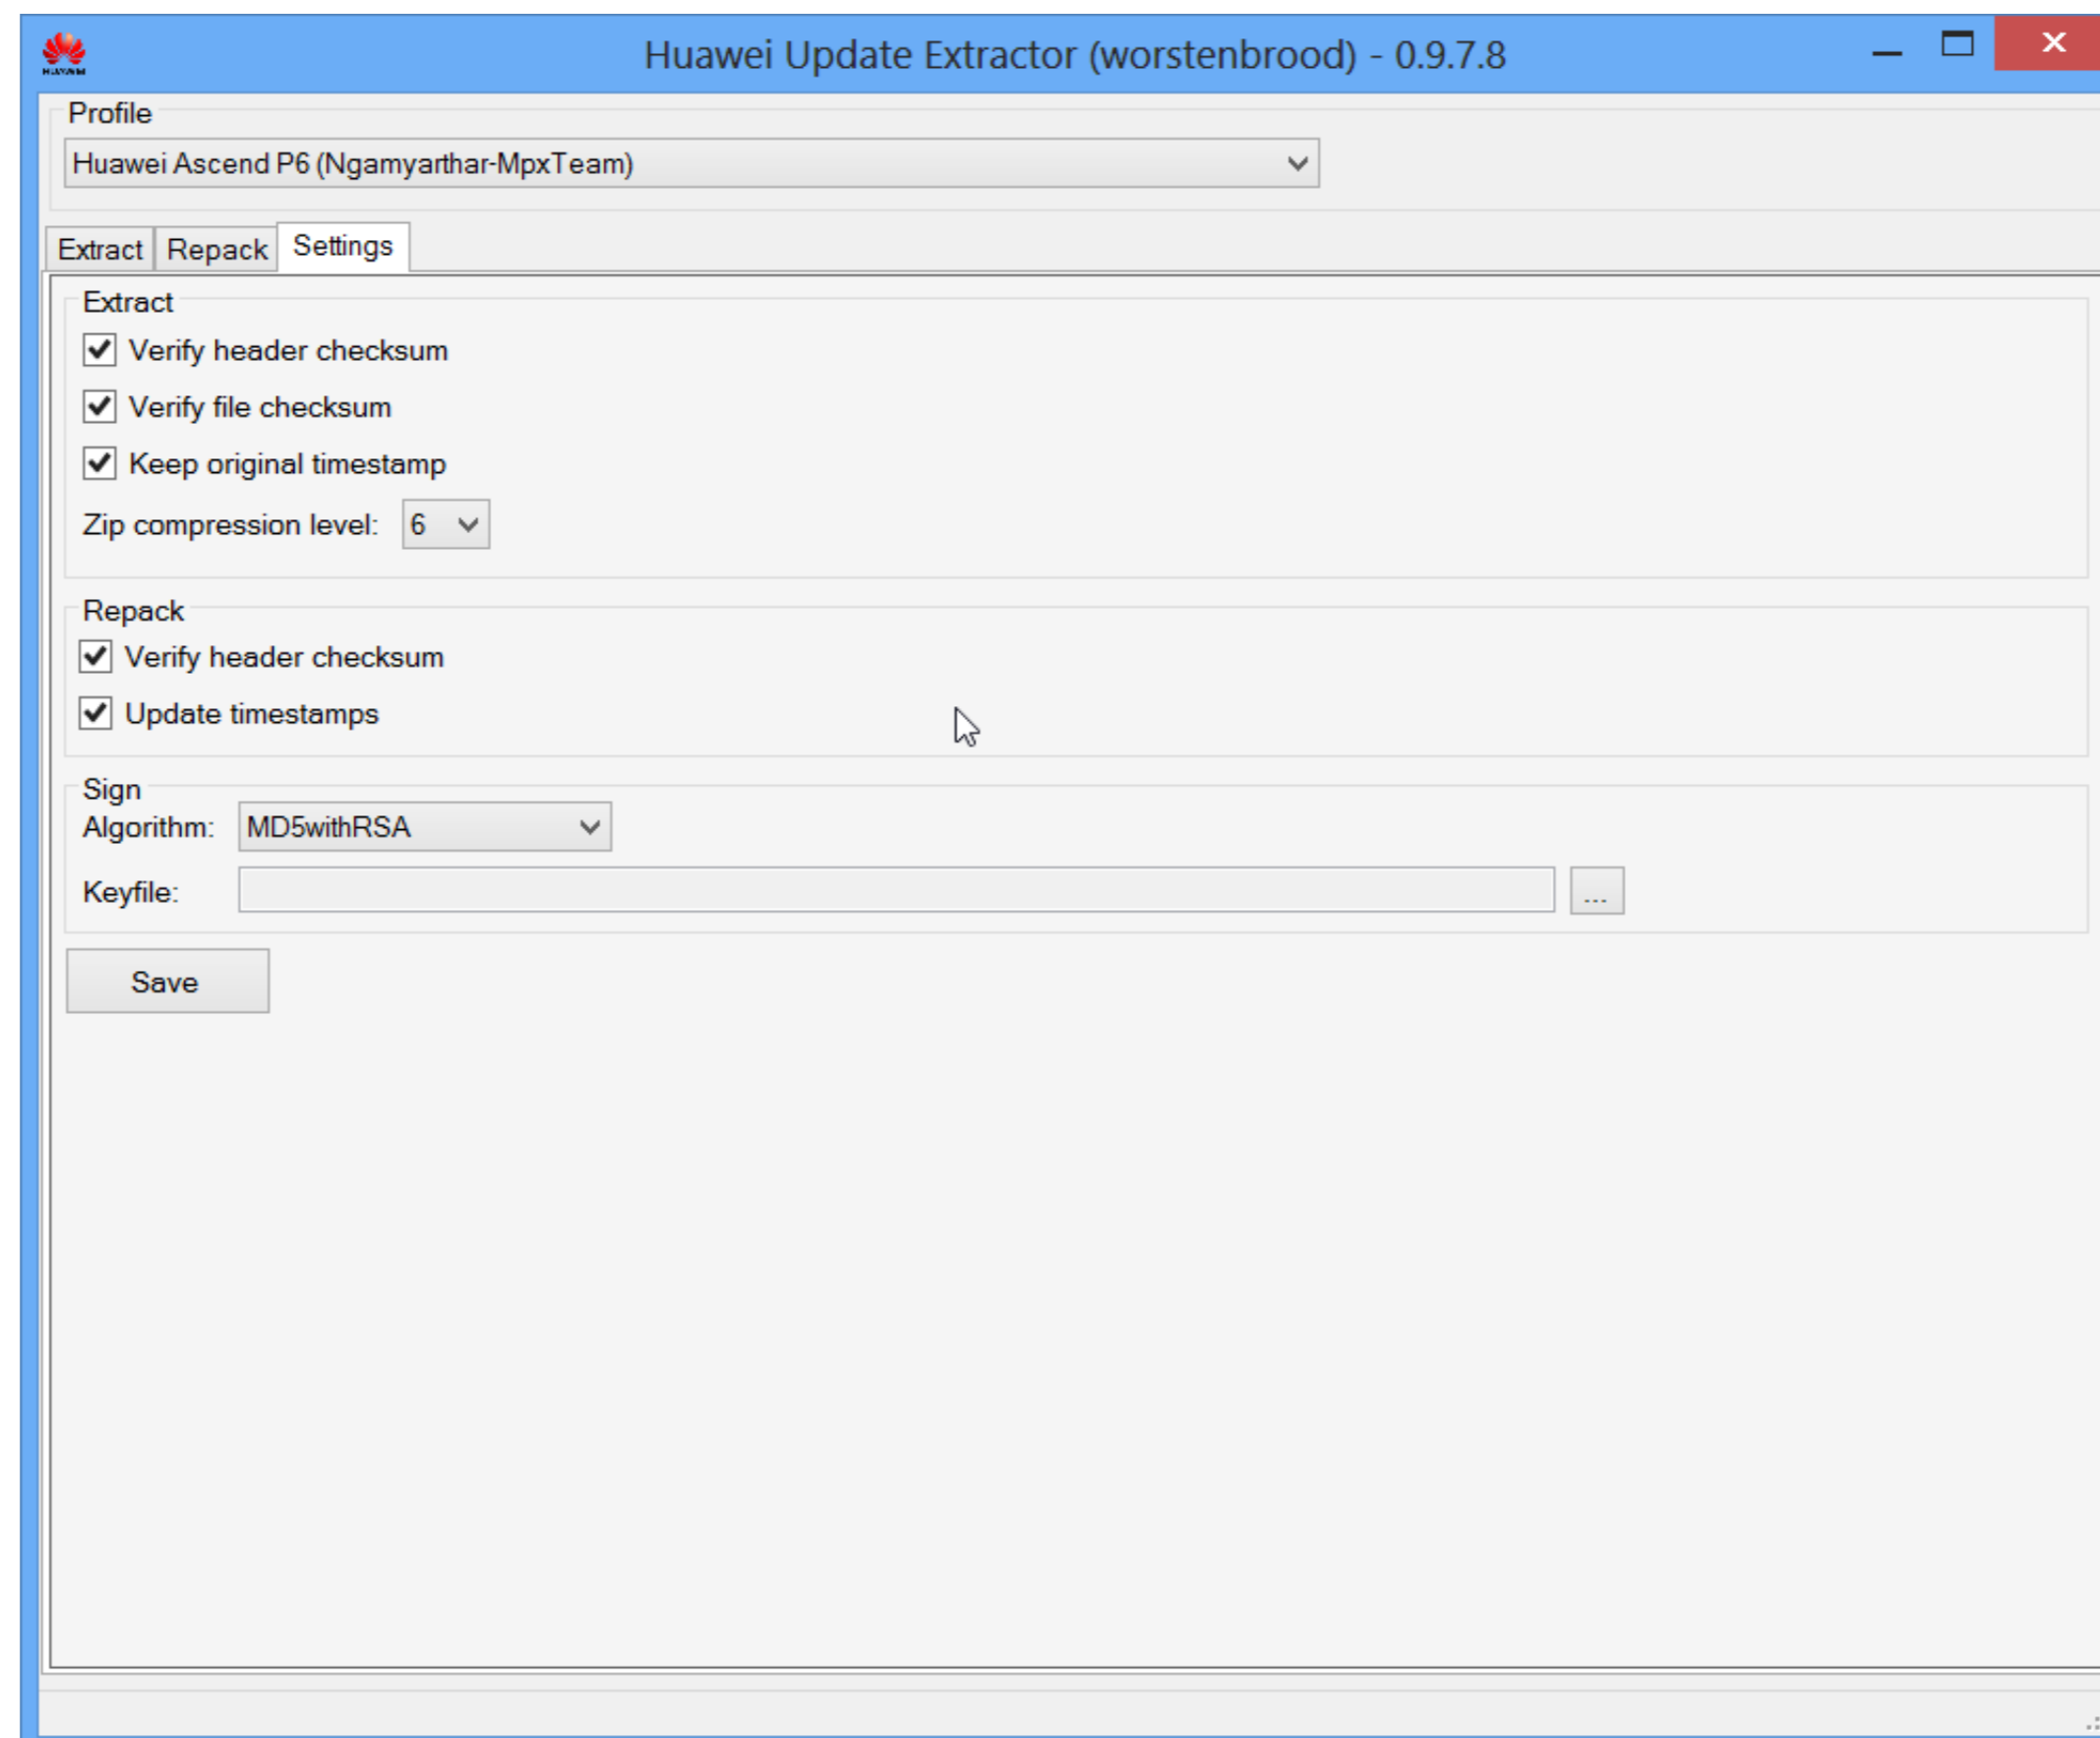 HUAWEI
Huawei Update Extractor (worstenbrood) - 0.9.7.8
Profile
Huawei Ascend P6 (Ngamyarthar-MpxTeam)
Extract Repack Settings
Extract
Verify header checksum
Verify file checksum
Keep original timestamp
Zip compression level: 6
Repack
Verify header checksum
Update timestamps
Sign
Algorithm: MD5withRSA
Keyfile: ...
Save